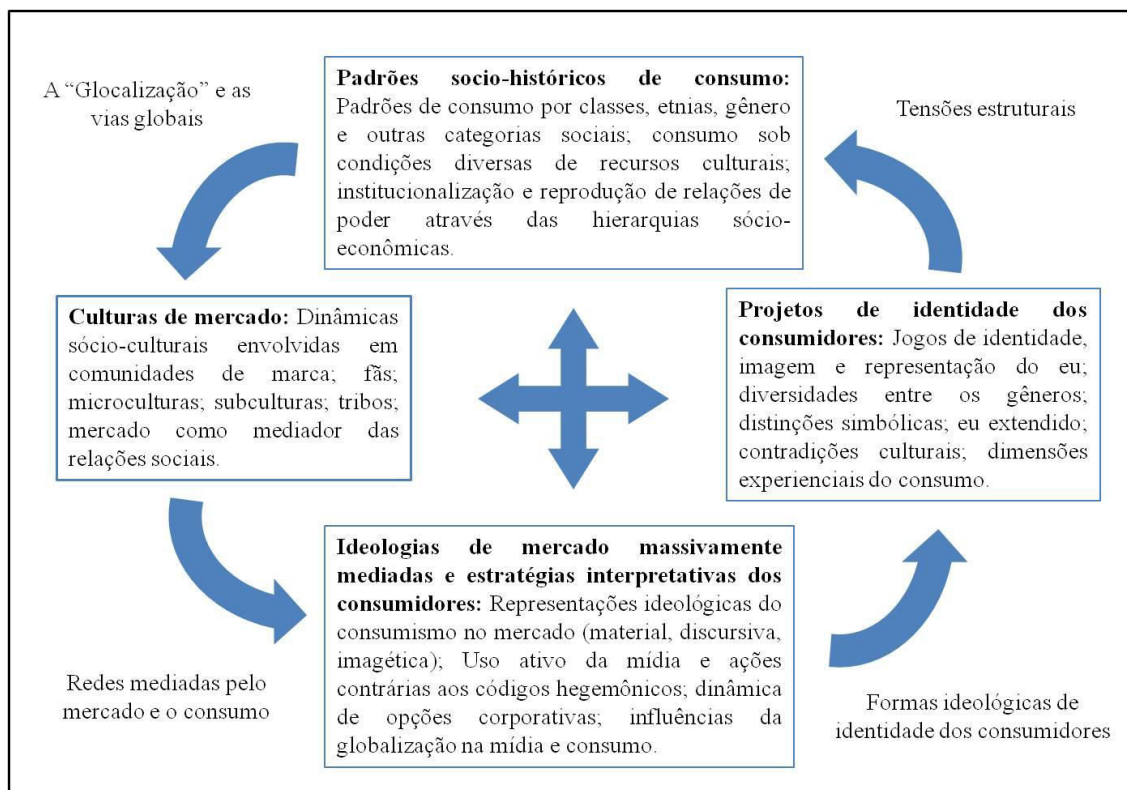 A “Glocalização” e as
vias globais
Padrões socio-históricos de consumo:
Padrões de consumo por classes, etnias, gênero
e outras categorias sociais; consumo sob
condições diversas de recursos culturais;
institucionalização e reprodução de relações de
poder através das hierarquias sócio-
econômicas.
Tensões estruturais
Culturas de mercado: Dinâmicas
sócio-culturais envolvidas em
comunidades de marca; fãs;
microculturas; subculturas; tribos;
mercado como mediador das
relações sociais.
Projetos de identidade dos
consumidores: Jogos de identidade,
imagem e representação do eu;
diversidades entre os gêneros;
distinções simbólicas; eu extendido;
contradições culturais; dimensões
experienciais do consumo.
Ideologias de mercado massivamente
mediadas e estratégias interpretativas dos
consumidores: Representações ideológicas do
consumismo no mercado (material, discursiva,
imagética); Uso ativo da mídia e ações
contrárias aos códigos hegemônicos; dinâmica
de opções corporativas; influências da
globalização na mídia e consumo.
Redes mediadas pelo
mercado e o consumo
Formas ideológicas de
identidade dos consumidores